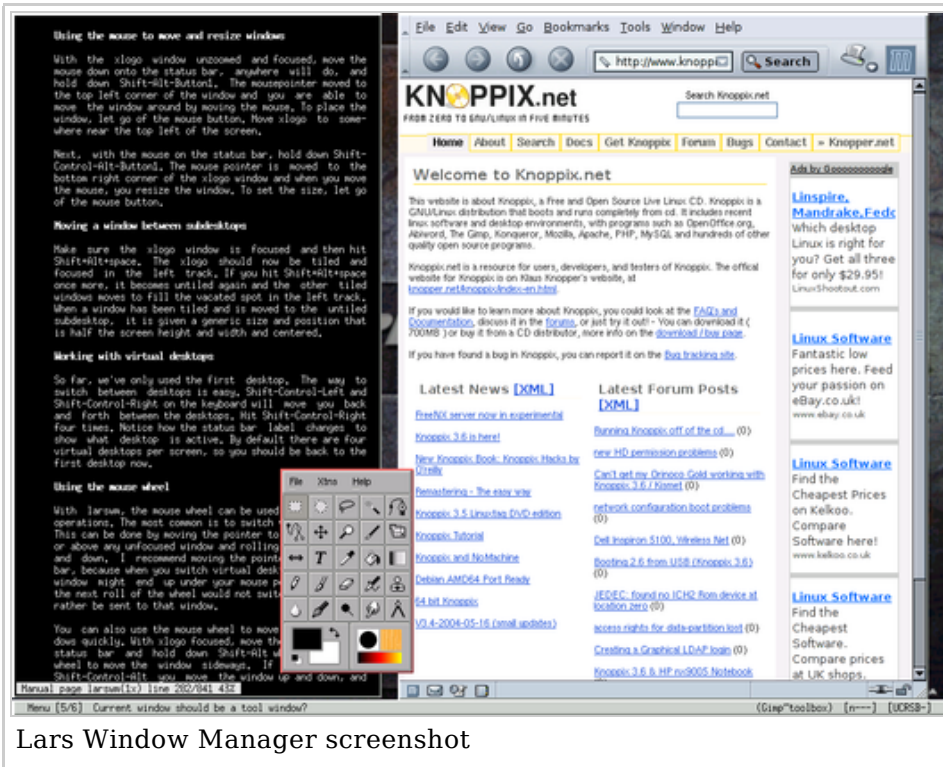 Using the mouse to move and resize windows
With the xlogo window unzoomed and focused, move the
mouse down onto the status bar, anywhere will do, and
hold down Shift-Alt-Button1. The mousepointer moved to
the top left corner of the window and you are able to
move the window around by moving the mouse. To place the
window, let go of the mouse button. Move xlogo to some-
where near the top left of the screen.
Next, with the mouse on the status bar, hold down Shift-
Control-Alt-Button1. The mouse pointer is moved to the
bottom right corner of the xlogo window and when you move
the mouse, you resize the window. To set the size, let go
of the mouse button.
Moving a window between subdesktops
Make sure the xlogo window is focused and then hit
Shift+Alt+space. The xlogo should now be tiled and
focused in the left track. If you hit Shift+Alt+space
once more, it becomes untiled again and the other tiled
windows moves to fill the vacated spot in the left track.
When a window has been tiled and is moved to the untiled
subdesktop, it is given a generic size and position that
is half the screen height and width and centered.
Working with virtual desktops
So far, we've only used the first desktop. The way to
switch between desktops is easy. Shift-Control-Left and
Shift-Control-Right on the keyboard will move you back
and forth between the desktops. Hit Shift-Control-Right
four times. Notice how the status bar label changes to
show what desktop is active. By default there are four
virtual desktops per screen, so you should be back to the
first desktop now.
Using the mouse wheel
With larswm, the mouse wheel can be used
operations. The most common is to switch
This can be done by moving the pointer to
or above any unfocused window and rolling
and down. I recommend moving the point
bar, because when you switch virtual desk
window might end up under your mouse p
the next roll of the wheel would not swit
rather be sent to that window.
You can also use the mouse wheel to move
dows quickly. With xlogo focused, move th
status bar and hold down Shift-Alt w
wheel to move the window sideways. If
Shift-Control-Alt you move the window up and down, and
Manual page larswm(1x) line 202/841 43%
File Xtns Help
File Edit View Go Bookmarks Tools Window Help
http://www.knoppi
Search
KNOPPIX.net
FROM ZERO TO GNU/LINUX IN FIVE MINUTES
Search Knoppix.net
Home About Search Docs Get Knoppix Forum Bugs Contact » Knopper.net
Welcome to Knoppix.net
This website is about Knoppix, a Free and Open Source Live Linux CD. Knoppix is a
GNU/Linux distribution that boots and runs completely from cd. It includes recent
linux software and desktop environments, with programs such as OpenOffice.org,
Abiword, The Gimp, Konqueror, Mozilla, Apache, PHP, MySQL and hundreds of other
quality open source programs.
Knoppix.net is a resource for users, developers, and testers of Knoppix. The offical
website for Knoppix is on Klaus Knopper's website, at
knopper.net/knoppix/index-en.html.
If you would like to learn more about Knoppix, you could look at the FAQ's and
Documentation, discuss it in the forums, or just try it out! - You can download it (
700MB ) or buy it from a CD distributor, more info on the download / buy page.
If you have found a bug in Knoppix, you can report it on the Bug tracking site.
Latest News [XML]
FreeNX server now in experimental
Knoppix 3.6 is here!
New Knoppix Book: Knoppix Hacks by
O'reilly
Remastering - The easy way
Knoppix 3.5 Linuxtag DVD edition
Knoppix Tutorial
Knoppix and NoMachine
Debian AMD64 Port Ready
64 bit Knoppix
V3.4-2004-05-16 (small updates)
Latest Forum Posts
[XML]
Running Knoppix off of the cd.... (0)
new HD permission problems (0)
Can't get my Orinoco Gold working with
Knoppix 3.6 / Kismet (0)
network configuration boot problems
(0)
Dell Inspiron 5100, Wireless Net (0)
Booting 2.6 from USB (Knoppix 3.6)
(0)
JEDEC: found no ICH2 Rom device at
location zero (0)
access rights for data-partition lost (0)
Creating a Graphical LDAP login (0)
Knoppix 3.6 & HP nx9005 Notebook
(0)
Ads by Goooooooooogle
Linspire,
Mandrake,Fedc
Which desktop
Linux is right for
you? Get all three
for only $29.95!
LinuxShootout.com
Linux Software
Fantastic low
prices here. Feed
your passion on
eBay.co.uk!
www.ebay.co.uk
Linux Software
Find the
Cheapest Prices
on Kelkoo.
Compare
Software here!
www.kelkoo.co.uk
Linux Software
Find the
Cheapest
Software.
Compare prices
at UK shops.
Menu [5/6] Current window should be a tool window?
(Gimp^toolbox) [n---] [UCRSB-]
Lars Window Manager screenshot